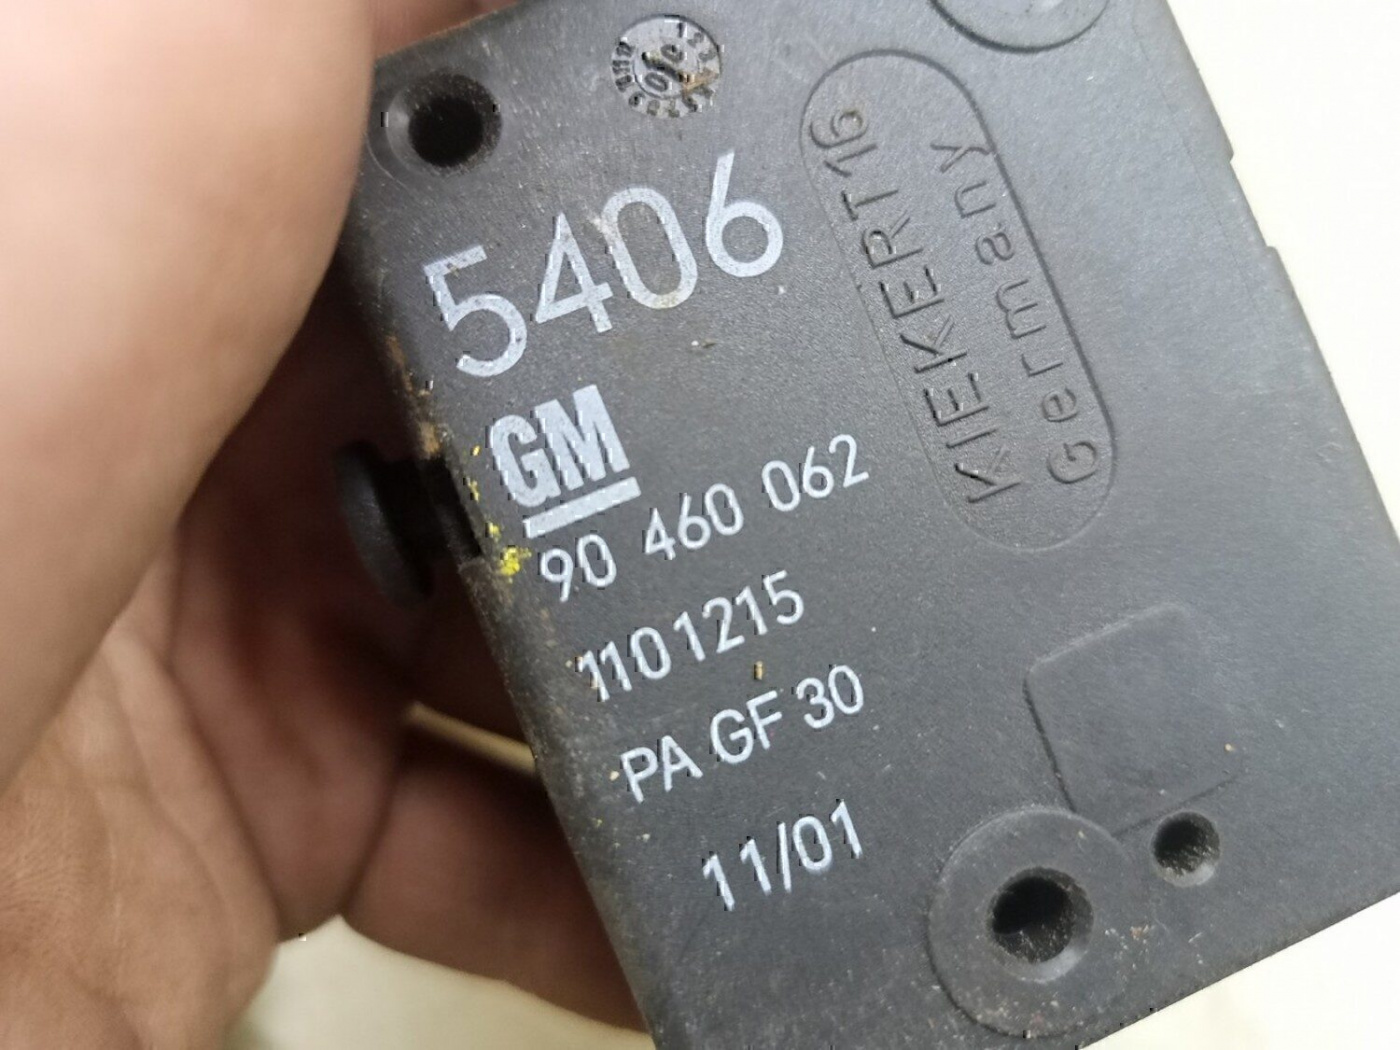 5406
GM
90 460 062
1101215
PA GF 30
11/01
KIEKERT16
Germany